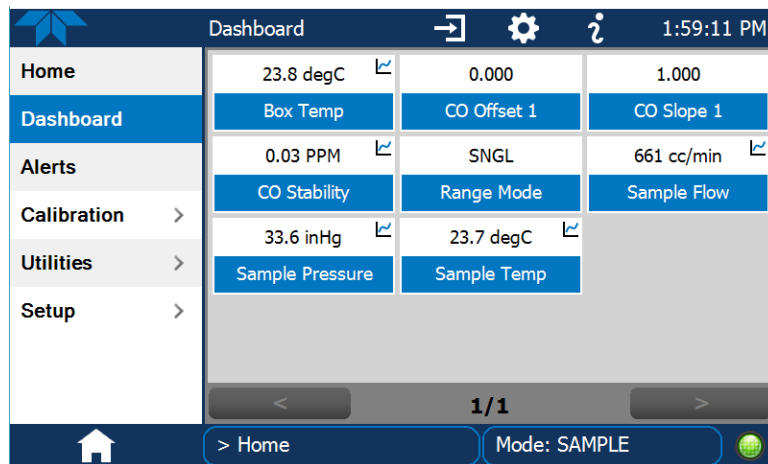 Dashboard 1:59:11 PM
Home
Dashboard
Alerts
Calibration >
Utilities >
Setup >
23.8 degC 0.000 1.000
Box Temp CO Offset 1 CO Slope 1
0.03 PPM SNGL 661 cc/min
CO Stability Range Mode Sample Flow
33.6 inHg 23.7 degC
Sample Pressure Sample Temp
< 1/1 >
> Home Mode: SAMPLE